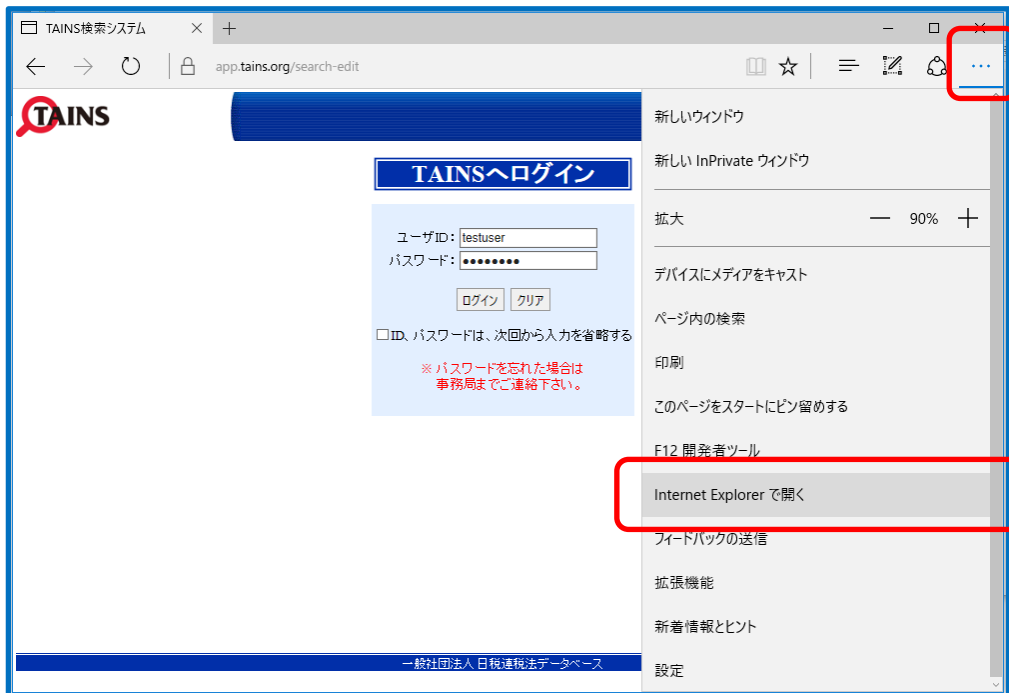 TAINS検索システム
app.tains.org/search-edit
TAINS
TAINSへログイン
ユーザID: testuser
パスワード: ●●●●●●●●
ログイン クリア
ID、パスワードは、次回から入力を省略する
※ パスワードを忘れた場合は
事務局までご連絡下さい。
一般社団法人 日税連税法データベース
新しいウィンドウ
新しい InPrivate ウィンドウ
拡大 90%
デバイスにメディアをキャスト
ページ内の検索
印刷
このページをスタートにピン留めする
F12 開発者ツール
Internet Explorer で開く
フィードバックの送信
拡張機能
新着情報とヒント
設定